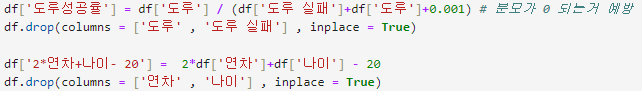 df['도루성공률'] = df['도루'] / (df['도루 실패']+df['도루']+0.001) # 분모가 0 되는거 예방
df.drop(columns = ['도루' , '도루 실패'] , inplace = True)
df['2*연차+나이- 20'] =  2*df['연차']+df['나이'] - 20
df.drop(columns = ['연차' , '나이'] , inplace = True)